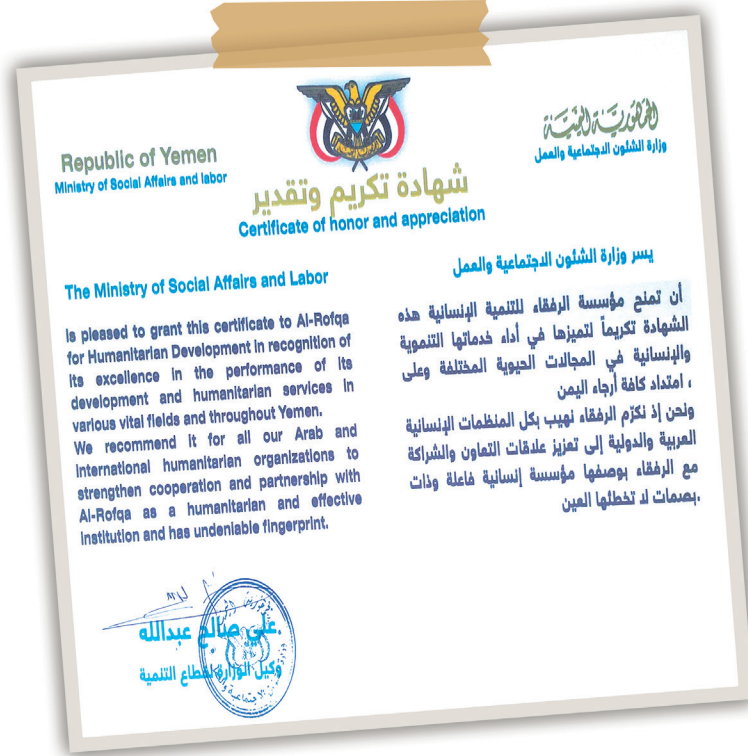 Republic of Yemen
Ministry of Social Affairs and labor
الجمهورية اليمنية
وزارة الشئون الاجتماعية والعمل
شهادة تكريم وتقدير
Certificate of honor and appreciation
The Ministry of Social Affairs and Labor
Is pleased to grant this certificate to Al-Rofqa
for Humanitarian Development in recognition of
its excellence in the performance of its
development and humanitarian services in
various vital fields and throughout Yemen.
We recommend it for all our Arab and
international humanitarian organizations to
strengthen cooperation and partnership with
Al-Rofqa as a humanitarian and effective
institution and has undeniable fingerprint.
يسر وزارة الشئون الاجتماعية والعمل
أن تمنح مؤسسة الرفقاء للتنمية الإنسانية هذه
الشهادة تكريماً لتميزها في أداء خدماتها التنموية
والإنسانية في المجالات الحيوية المختلفة وعلى
، امتداد كافة أرجاء اليمن
ونحن إذ نكرّم الرفقاء نهيب بكل المنظمات الإنسانية
العربية والدولية إلى تعزيز علاقات التعاون والشراكة
مع الرفقاء بوصفها مؤسسة إنسانية فاعلة وذات
.بصمات لا تخطئها العين
علي صالح عبدالله
وكيل الوزارة لقطاع التنمية